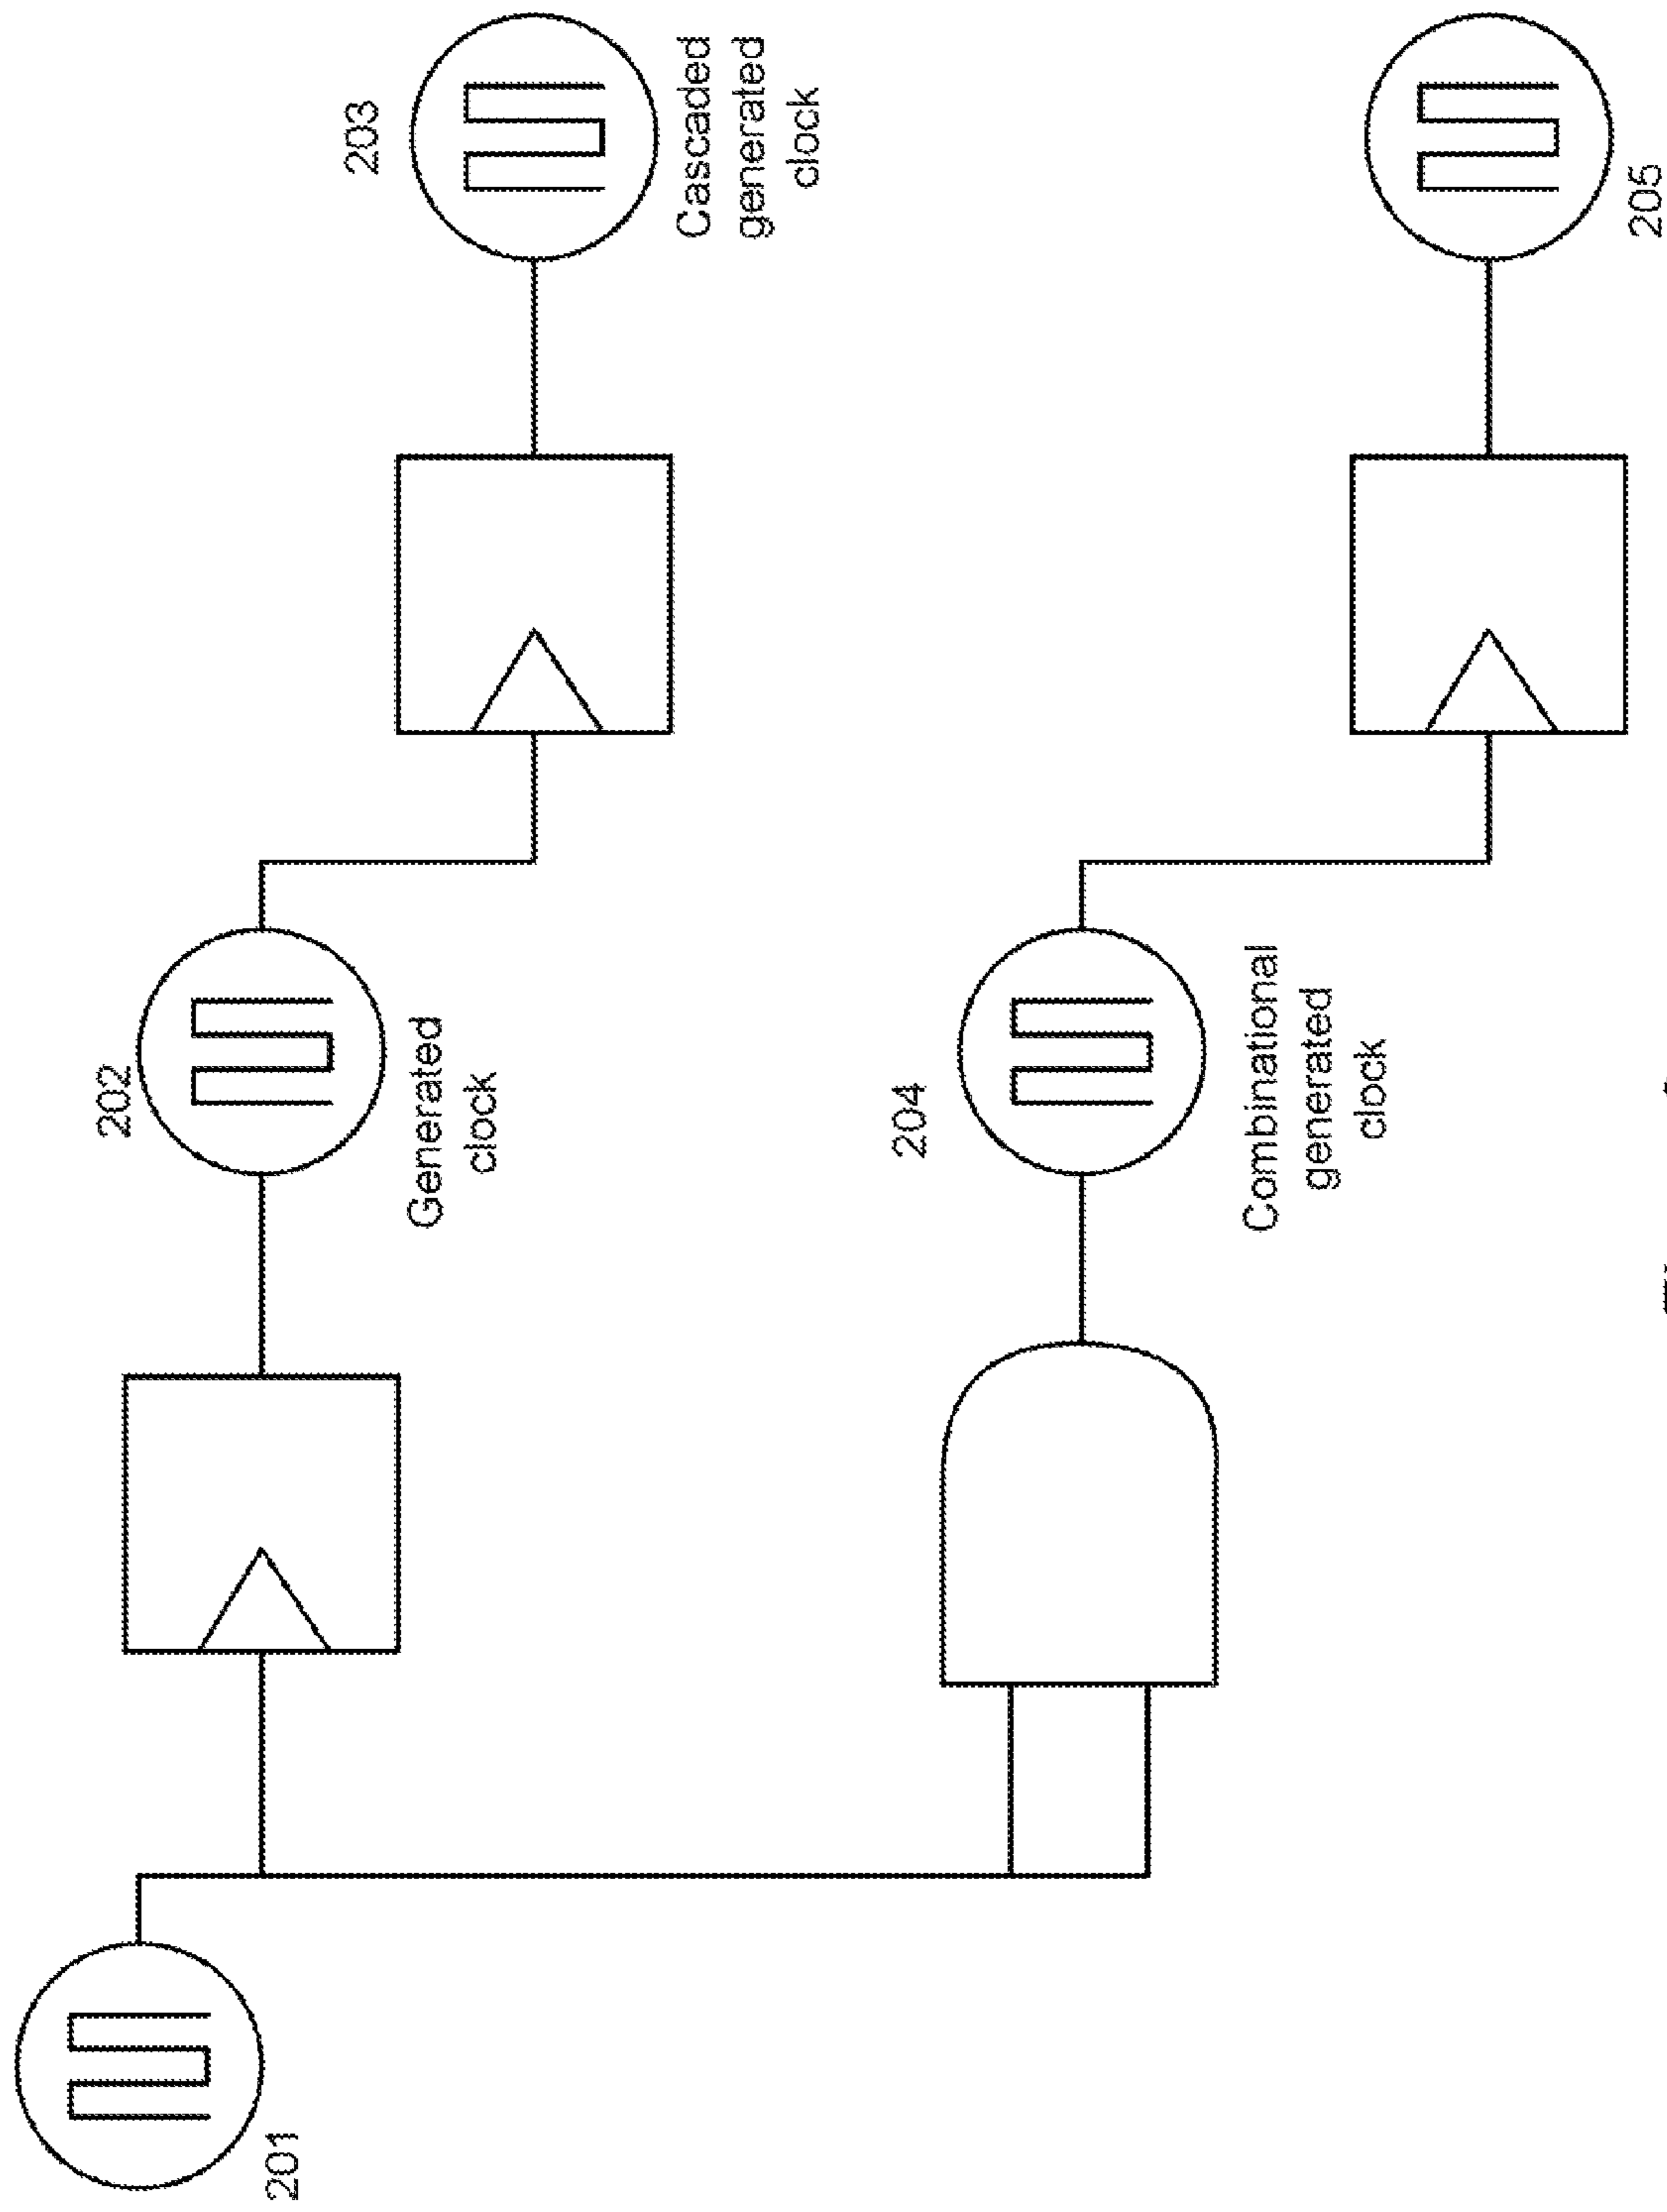 201
202
Generated
clock
203
Cascaded
generated
clock
204
Combinational
generated
clock
205